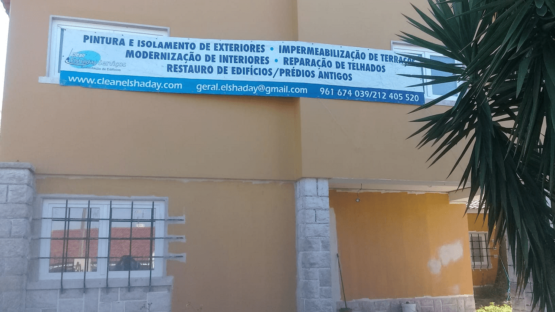 PINTURA E ISOLAMENTO DE EXTERIORES • IMPERMEABILIZAÇÃO DE TERRAÇOS
MODERNIZAÇÃO DE INTERIORES • REPARAÇÃO DE TELHADOS
RESTAURO DE EDIFÍCIOS/PRÉDIOS ANTIGOS
www.cleanelshaday.com geral.elshaday@gmail.com 961 674 039/212 405 520